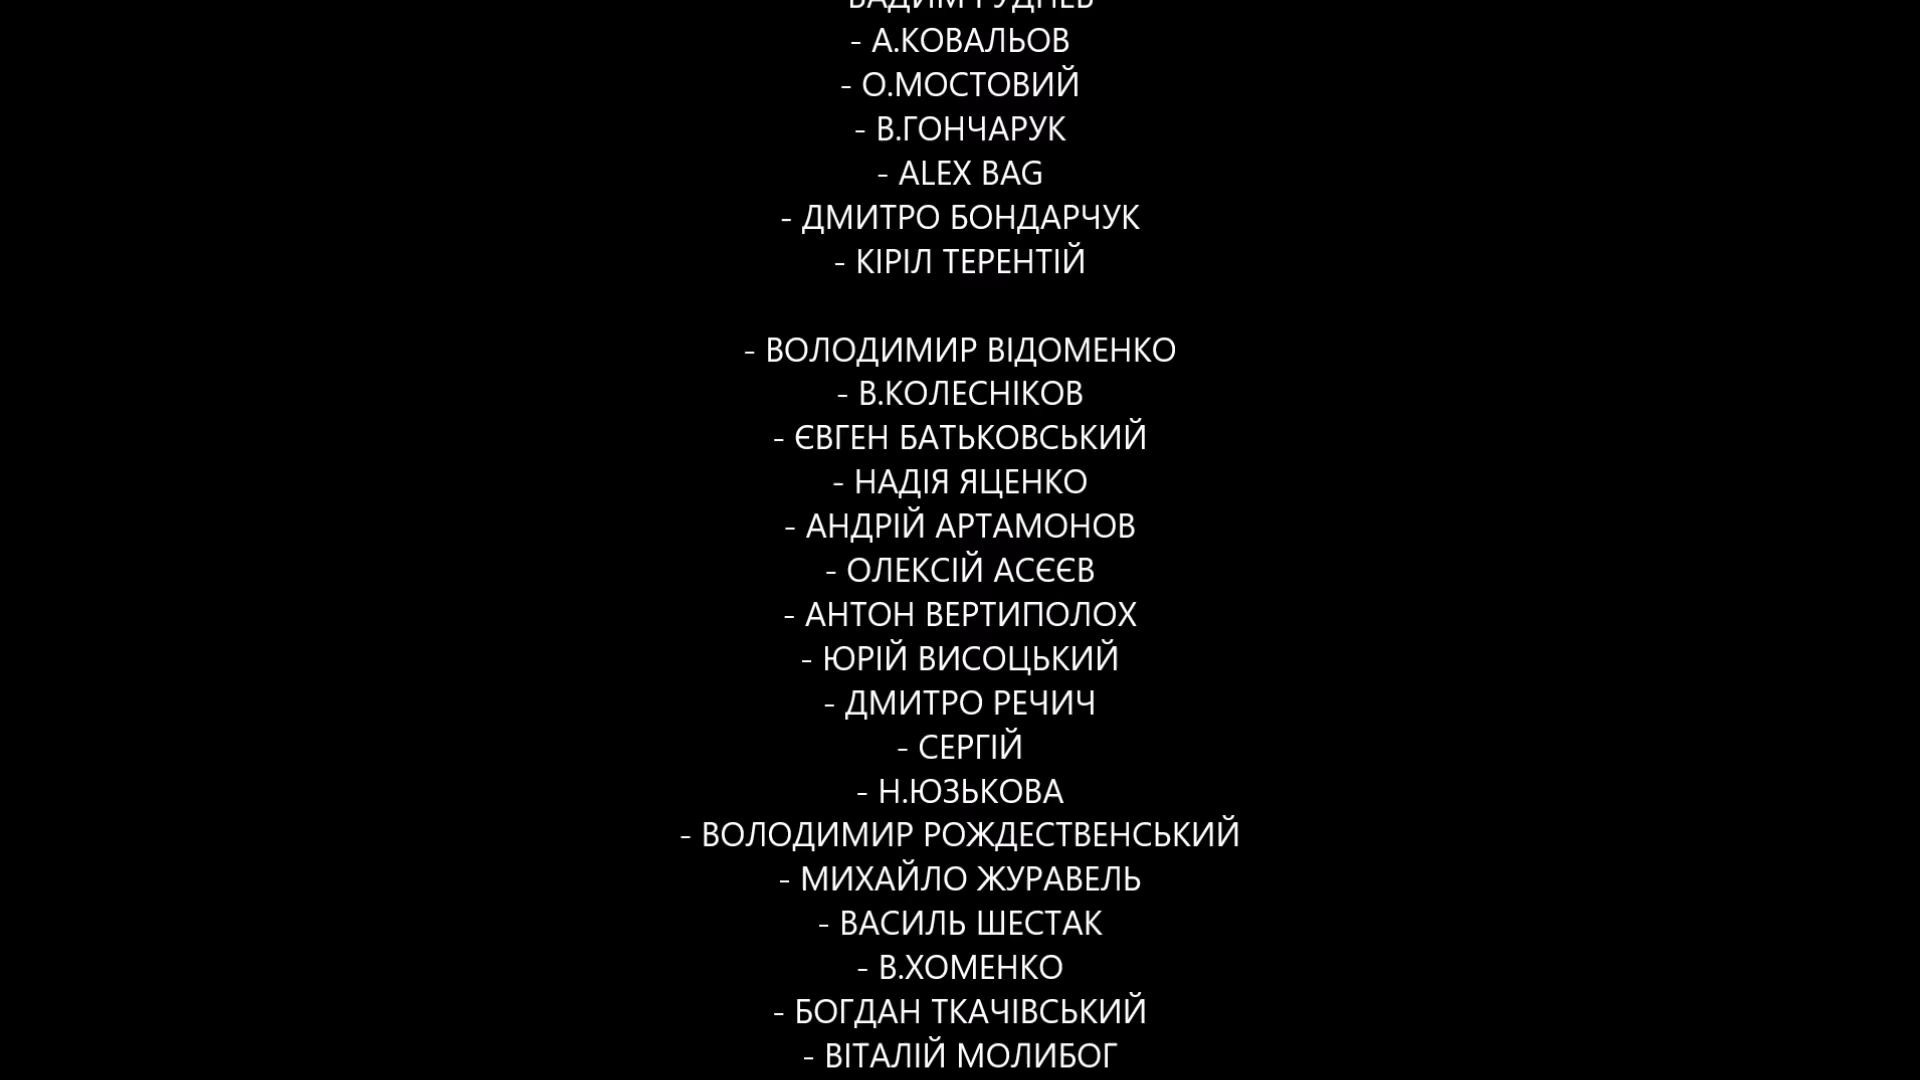 ВАДИМ РУДНЕВ
- А.КОВАЛЬОВ
- О.МОСТОВИЙ
- В.ГОНЧАРУК
- ALEX BAG
- ДМИТРО БОНДАРЧУК
- КІРІЛ ТЕРЕНТІЙ
- ВОЛОДИМИР ВІДОМЕНКО
- В.КОЛЕСНІКОВ
- ЄВГЕН БАТЬКОВСЬКИЙ
- НАДІЯ ЯЦЕНКО
- АНДРІЙ АРТАМОНОВ
- ОЛЕКСІЙ АСЄЄВ
- АНТОН ВЕРТИПОЛОХ
- ЮРІЙ ВИСОЦЬКИЙ
- ДМИТРО РЕЧИЧ
- СЕРГІЙ
- Н.ЮЗЬКОВА
- ВОЛОДИМИР РОЖДЕСТВЕНСЬКИЙ
- МИХАЙЛО ЖУРАВЕЛЬ
- ВАСИЛЬ ШЕСТАК
- В.ХОМЕНКО
- БОГДАН ТКАЧІВСЬКИЙ
- ВІТАЛІЙ МОЛИБОГ